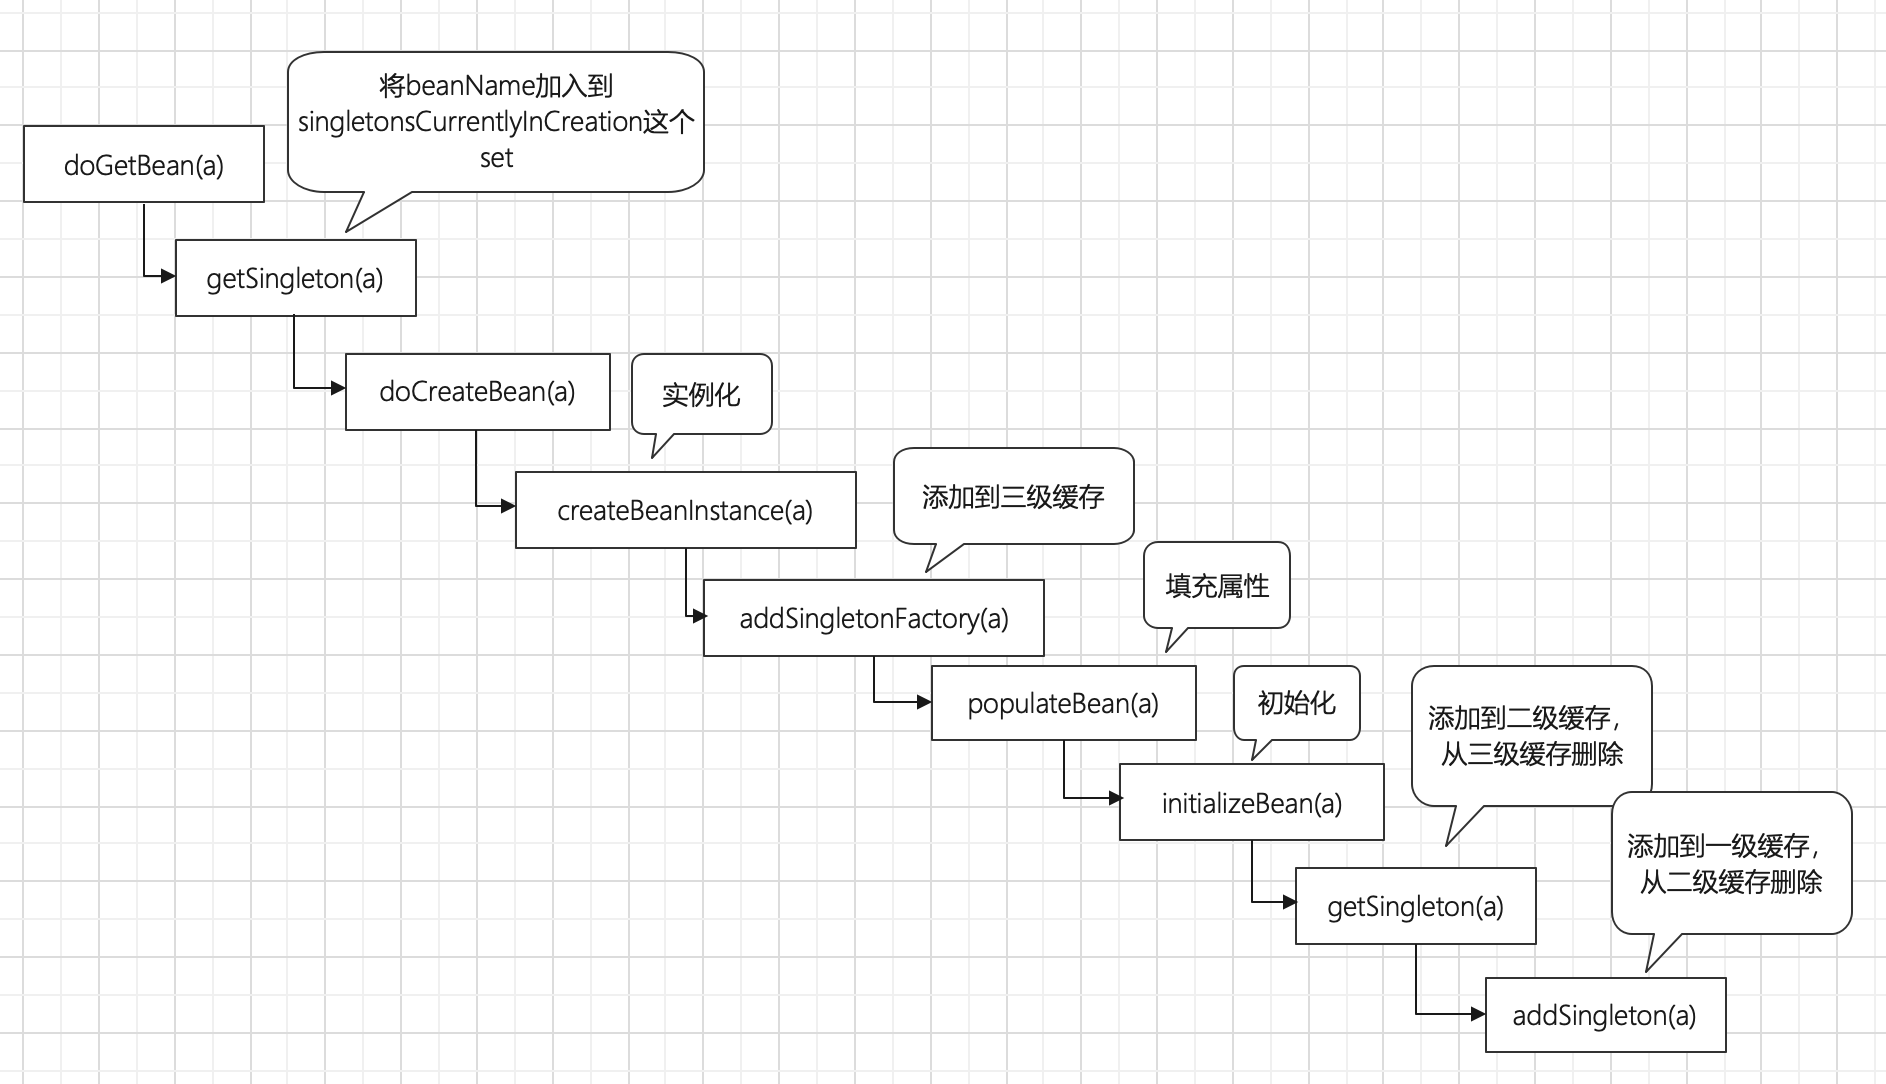 将beanName加入到
singletonsCurrentlyInCreation这个
set
doGetBean(a)
getSingleton(a)
doCreateBean(a)
实例化
createBeanInstance(a)
添加到三级缓存
addSingletonFactory(a)
填充属性
populateBean(a)
初始化
initializeBean(a)
添加到二级缓存，
从三级缓存删除
getSingleton(a)
添加到一级缓存，
从二级缓存删除
addSingleton(a)